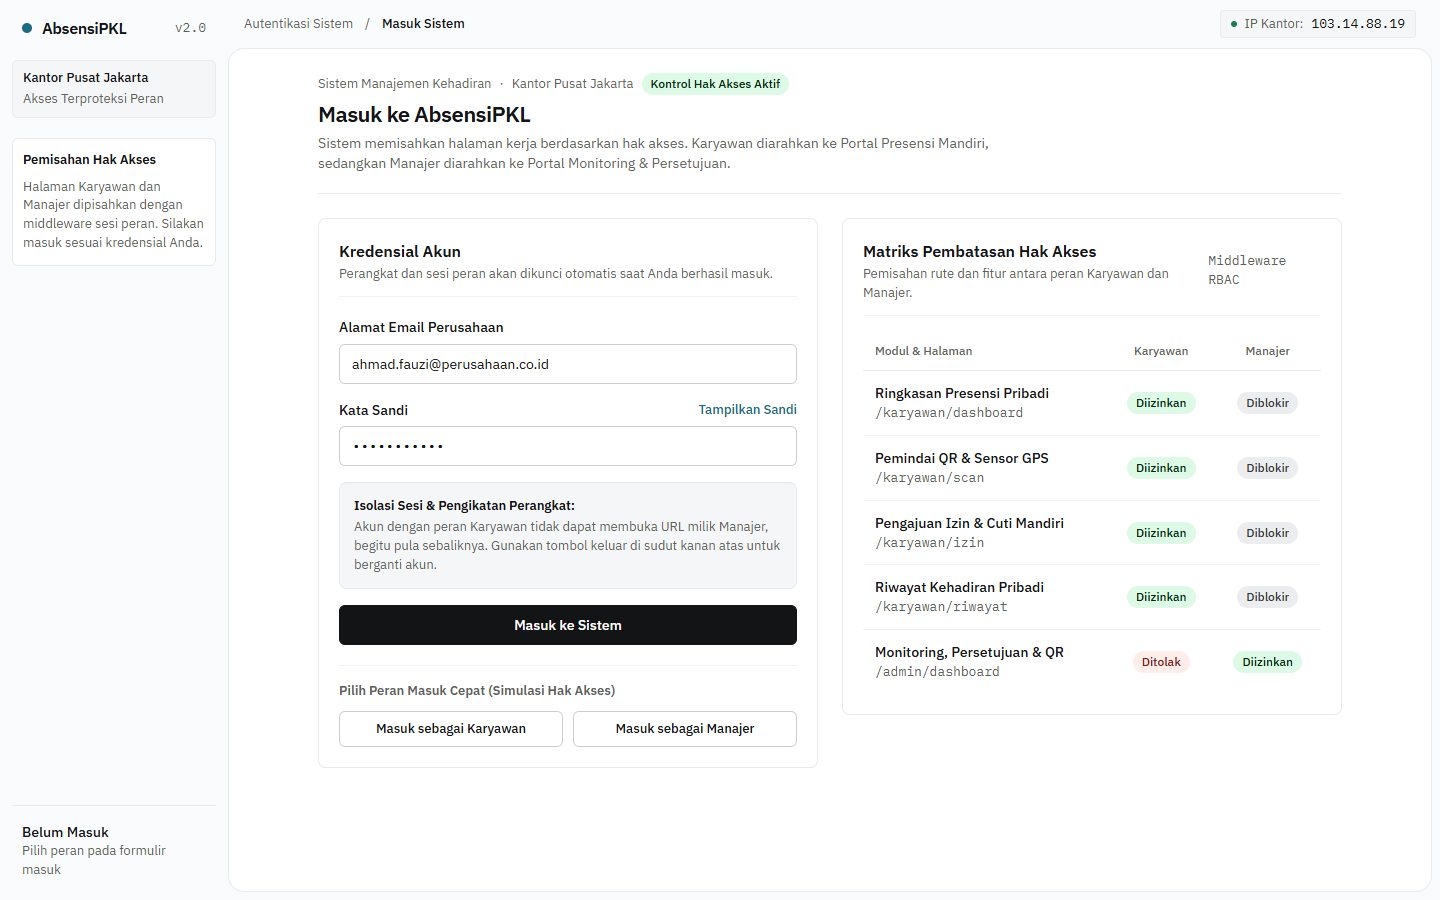 AbsensiPKL
v2.0
Kantor Pusat Jakarta
Akses Terproteksi Peran
Pemisahan Hak Akses
Halaman Karyawan dan
Manajer dipisahkan dengan
middleware sesi peran. Silakan
masuk sesuai kredensial Anda.
Belum Masuk
Pilih peran pada formulir
masuk
Autentikasi Sistem / Masuk Sistem
IP Kantor: 103.14.88.19
Sistem Manajemen Kehadiran · Kantor Pusat Jakarta Kontrol Hak Akses Aktif
Masuk ke AbsensiPKL
Sistem memisahkan halaman kerja berdasarkan hak akses. Karyawan diarahkan ke Portal Presensi Mandiri,
sedangkan Manajer diarahkan ke Portal Monitoring & Persetujuan.
Kredensial Akun
Perangkat dan sesi peran akan dikunci otomatis saat Anda berhasil masuk.
Alamat Email Perusahaan
ahmad.fauzi@perusahaan.co.id
Kata Sandi
Tampilkan Sandi
•••••••••••
Isolasi Sesi & Pengikatan Perangkat:
Akun dengan peran Karyawan tidak dapat membuka URL milik Manajer,
begitu pula sebaliknya. Gunakan tombol keluar di sudut kanan atas untuk
berganti akun.
Masuk ke Sistem
Pilih Peran Masuk Cepat (Simulasi Hak Akses)
Masuk sebagai Karyawan
Masuk sebagai Manajer
Matriks Pembatasan Hak Akses
Pemisahan rute dan fitur antara peran Karyawan dan
Manajer.
Middleware
RBAC
Modul & Halaman Karyawan Manajer
Ringkasan Presensi Pribadi
/karyawan/dashboard
Diizinkan Diblokir
Pemindai QR & Sensor GPS
/karyawan/scan
Diizinkan Diblokir
Pengajuan Izin & Cuti Mandiri
/karyawan/izin
Diizinkan Diblokir
Riwayat Kehadiran Pribadi
/karyawan/riwayat
Diizinkan Diblokir
Monitoring, Persetujuan & QR
/admin/dashboard
Ditolak Diizinkan